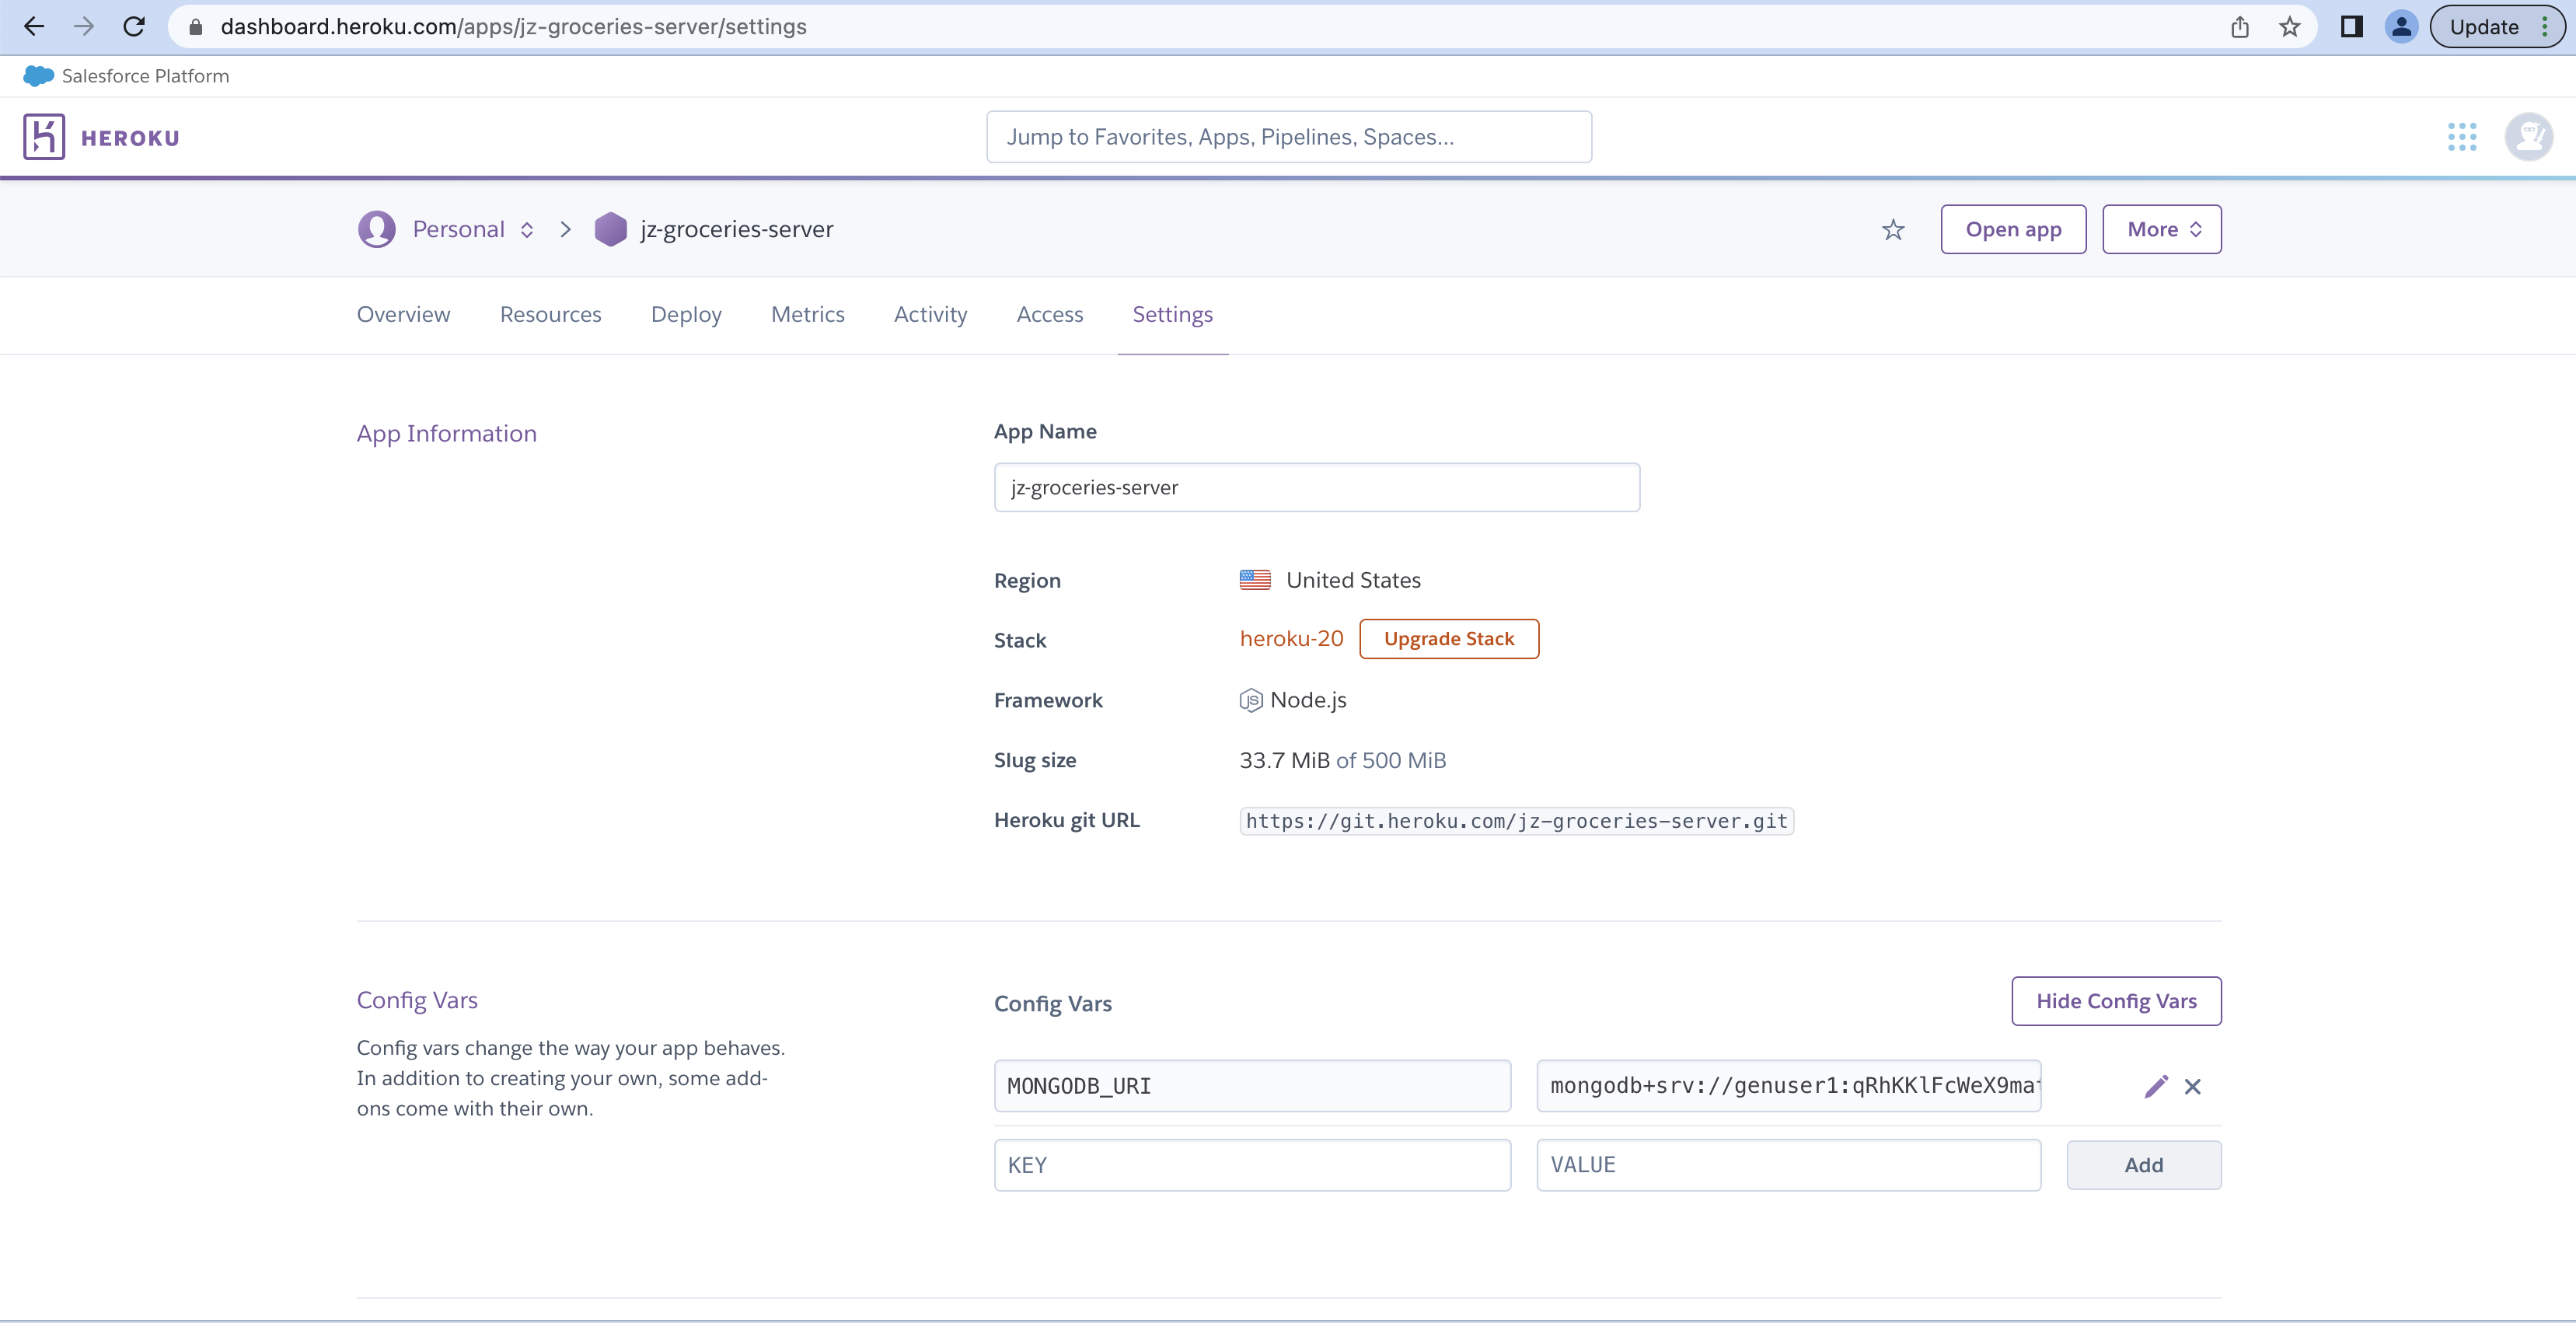 dashboard.heroku.com/apps/jz-groceries-server/settings
Update
Salesforce Platform
HEROKU
Jump to Favorites, Apps, Pipelines, Spaces...
Personal
jz-groceries-server
Open app
More
Overview
Resources
Deploy
Metrics
Activity
Access
Settings
App Information
App Name
jz-groceries-server
Region
United States
Stack
heroku-20
Upgrade Stack
Framework
JS Node.js
Slug size
33.7 MiB of 500 MiB
Heroku git URL
https://git.heroku.com/jz-groceries-server.git
Config Vars
Config vars change the way your app behaves.
In addition to creating your own, some add-
ons come with their own.
Config Vars
Hide Config Vars
MONGODB_URI
mongodb+srv://genuser1:qRhKKlFcWeX9ma
KEY
VALUE
Add